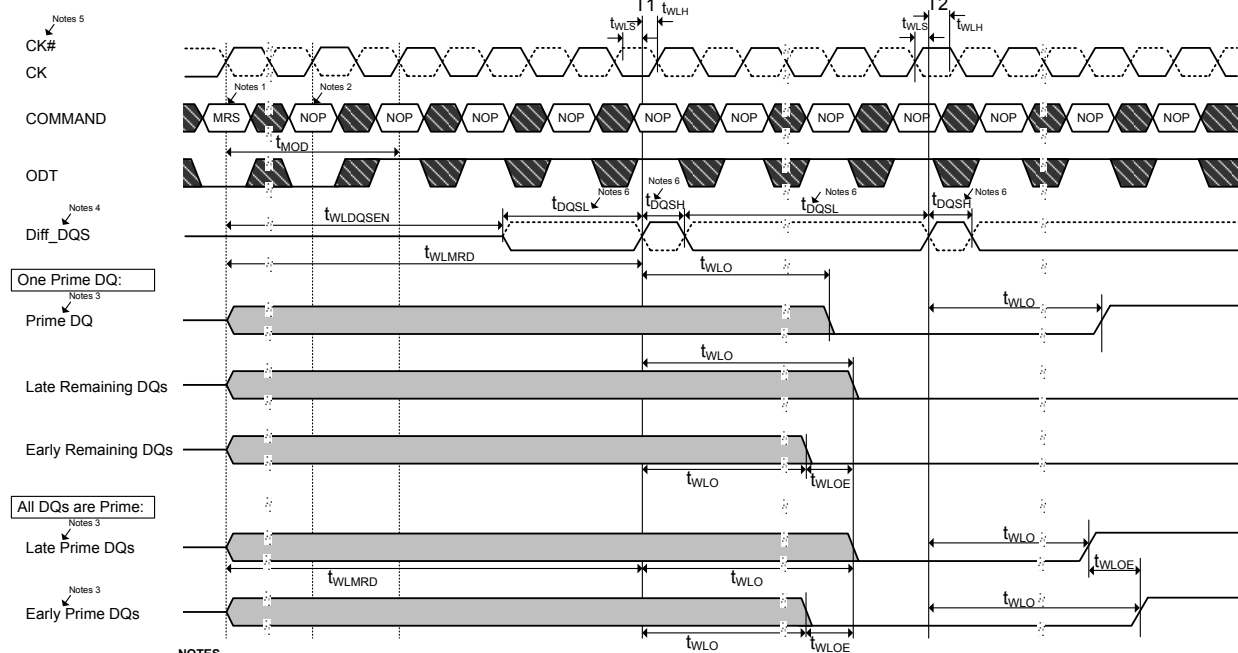 T1 T2
tWLS tWLH tWLS tWLH
Notes 5
CK#
CK
Notes 1 Notes 2
COMMAND MRS NOP NOP NOP NOP NOP NOP NOP NOP NOP NOP NOP
tMOD
ODT
Notes 6 Notes 6 Notes 6 Notes 6
Notes 4
tWLDQSEN tDQSL tDQSH tDQSL tDQSH
Diff_DQS
tWLMRD tWLO
One Prime DQ:
Notes 3
Prime DQ
tWLO
tWLO
Late Remaining DQs
Early Remaining DQs
tWLO tWLOE
All DQs are Prime:
Notes 3
Late Prime DQs
tWLO tWLOE
tWLMRD tWLO
Notes 3
Early Prime DQs
tWLO
tWLO tWLOE
NOTES